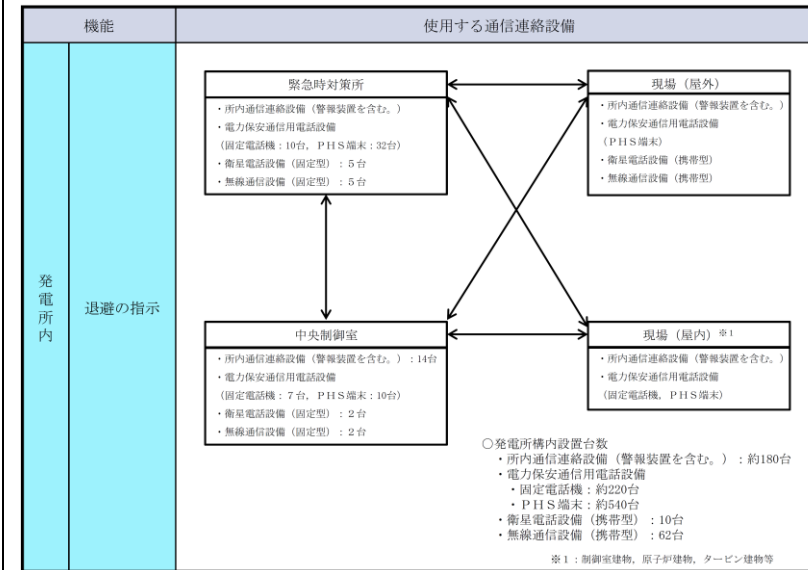 機能
使用する通信連絡設備
発電所内
退避の指示
緊急時対策所
・所内通信連絡設備（警報装置を含む。）
・電力保安通信用電話設備
（固定電話機：10台，ＰＨＳ端末：32台）
・衛星電話設備（固定型）：５台
・無線通信設備（固定型）：５台
現場（屋外）
・所内通信連絡設備（警報装置を含む。）
・電力保安通信用電話設備
（ＰＨＳ端末）
・衛星電話設備（携帯型）
・無線通信設備（携帯型）
中央制御室
・所内通信連絡設備（警報装置を含む。）：14台
・電力保安通信用電話設備
（固定電話機：７台，ＰＨＳ端末：10台）
・衛星電話設備（固定型）：２台
・無線通信設備（固定型）：２台
現場（屋内）※１
・所内通信連絡設備（警報装置を含む。）
・電力保安通信用電話設備
（固定電話機，ＰＨＳ端末）
○発電所構内設置台数
・所内通信連絡設備（警報装置を含む。）：約180台
・電力保安通信用電話設備
・固定電話機：約220台
・ＰＨＳ端末：約540台
・衛星電話設備（携帯型）：10台
・無線通信設備（携帯型）：62台
※１：制御室建物，原子炉建物，タービン建物等